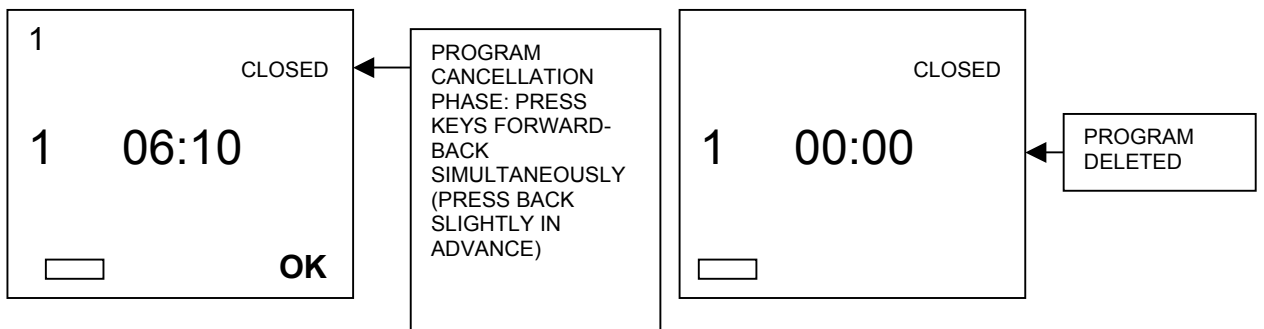 1
CLOSED
1 06:10
OK
PROGRAM
CANCELLATION
PHASE: PRESS
KEYS FORWARD-
BACK
SIMULTANEOUSLY
(PRESS BACK
SLIGHTLY IN
ADVANCE)
CLOSED
1 00:00
PROGRAM
DELETED